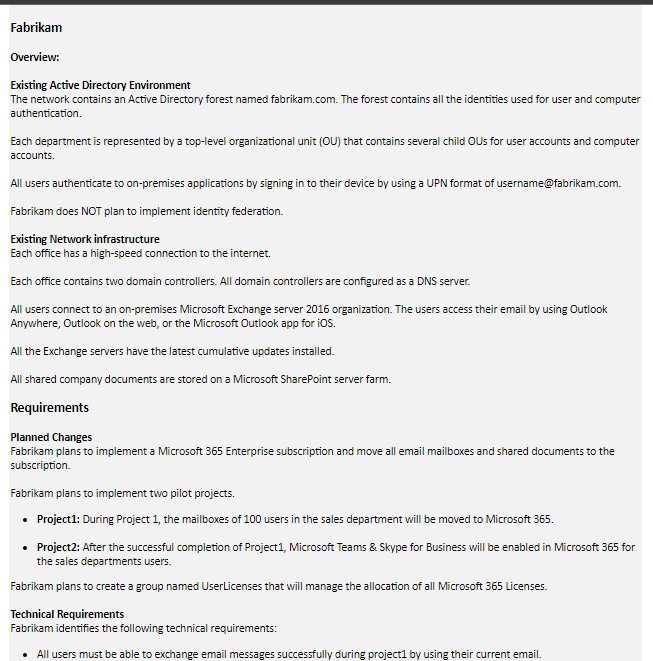 Fabrikam
Overview:
Existing Active Directory Environment
The network contains an Active Directory forest named fabrikam.com. The forest contains all the identities used for user and computer
authentication.
Each department is represented by a top-level organizational unit (OU) that contains several child OUs for user accounts and computer
accounts.
All users authenticate to on-premises applications by signing in to their device by using a UPN format of username@fabrikam.com.
Fabrikam does NOT plan to implement identity federation.
Existing Network infrastructure
Each office has a high-speed connection to the internet.
Each office contains two domain controllers. All domain controllers are configured as a DNS server.
All users connect to an on-premises Microsoft Exchange server 2016 organization. The users access their email by using Outlook
Anywhere, Outlook on the web, or the Microsoft Outlook app for iOS.
All the Exchange servers have the latest cumulative updates installed.
All shared company documents are stored on a Microsoft SharePoint server farm.
Requirements
Planned Changes
Fabrikam plans to implement a Microsoft 365 Enterprise subscription and move all email mailboxes and shared documents to the
subscription.
Fabrikam plans to implement two pilot projects.
• Project1: During Project 1, the mailboxes of 100 users in the sales department will be moved to Microsoft 365.
• Project2: After the successful completion of Project1, Microsoft Teams & Skype for Business will be enabled in Microsoft 365 for
the sales departments users.
Fabrikam plans to create a group named UserLicenses that will manage the allocation of all Microsoft 365 Licenses.
Technical Requirements
Fabrikam identifies the following technical requirements:
• All users must be able to exchange email messages successfully during project1 by using their current email.